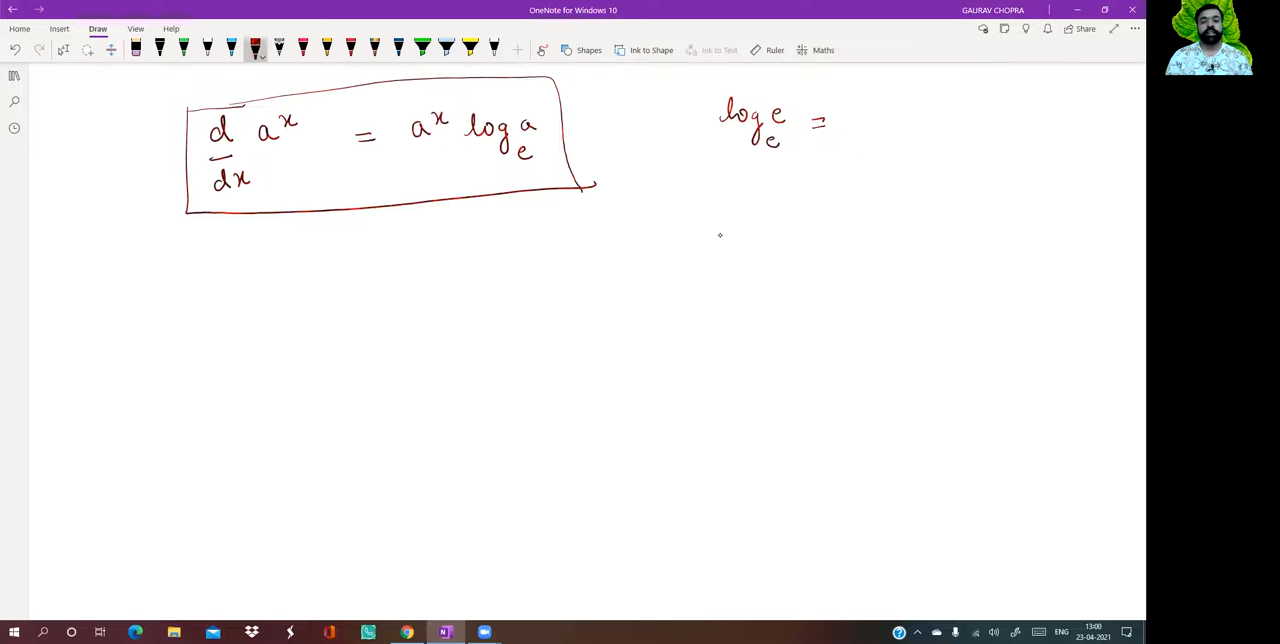 OneNote for Windows 10
GAURAV CHOPRA
Home Insert Draw View Help
Share
Shapes Ink to Shape Ink to Text Ruler Maths
d/dx a^x = a^x log_e a
log_e e =
ENG
13:00
23-04-2021